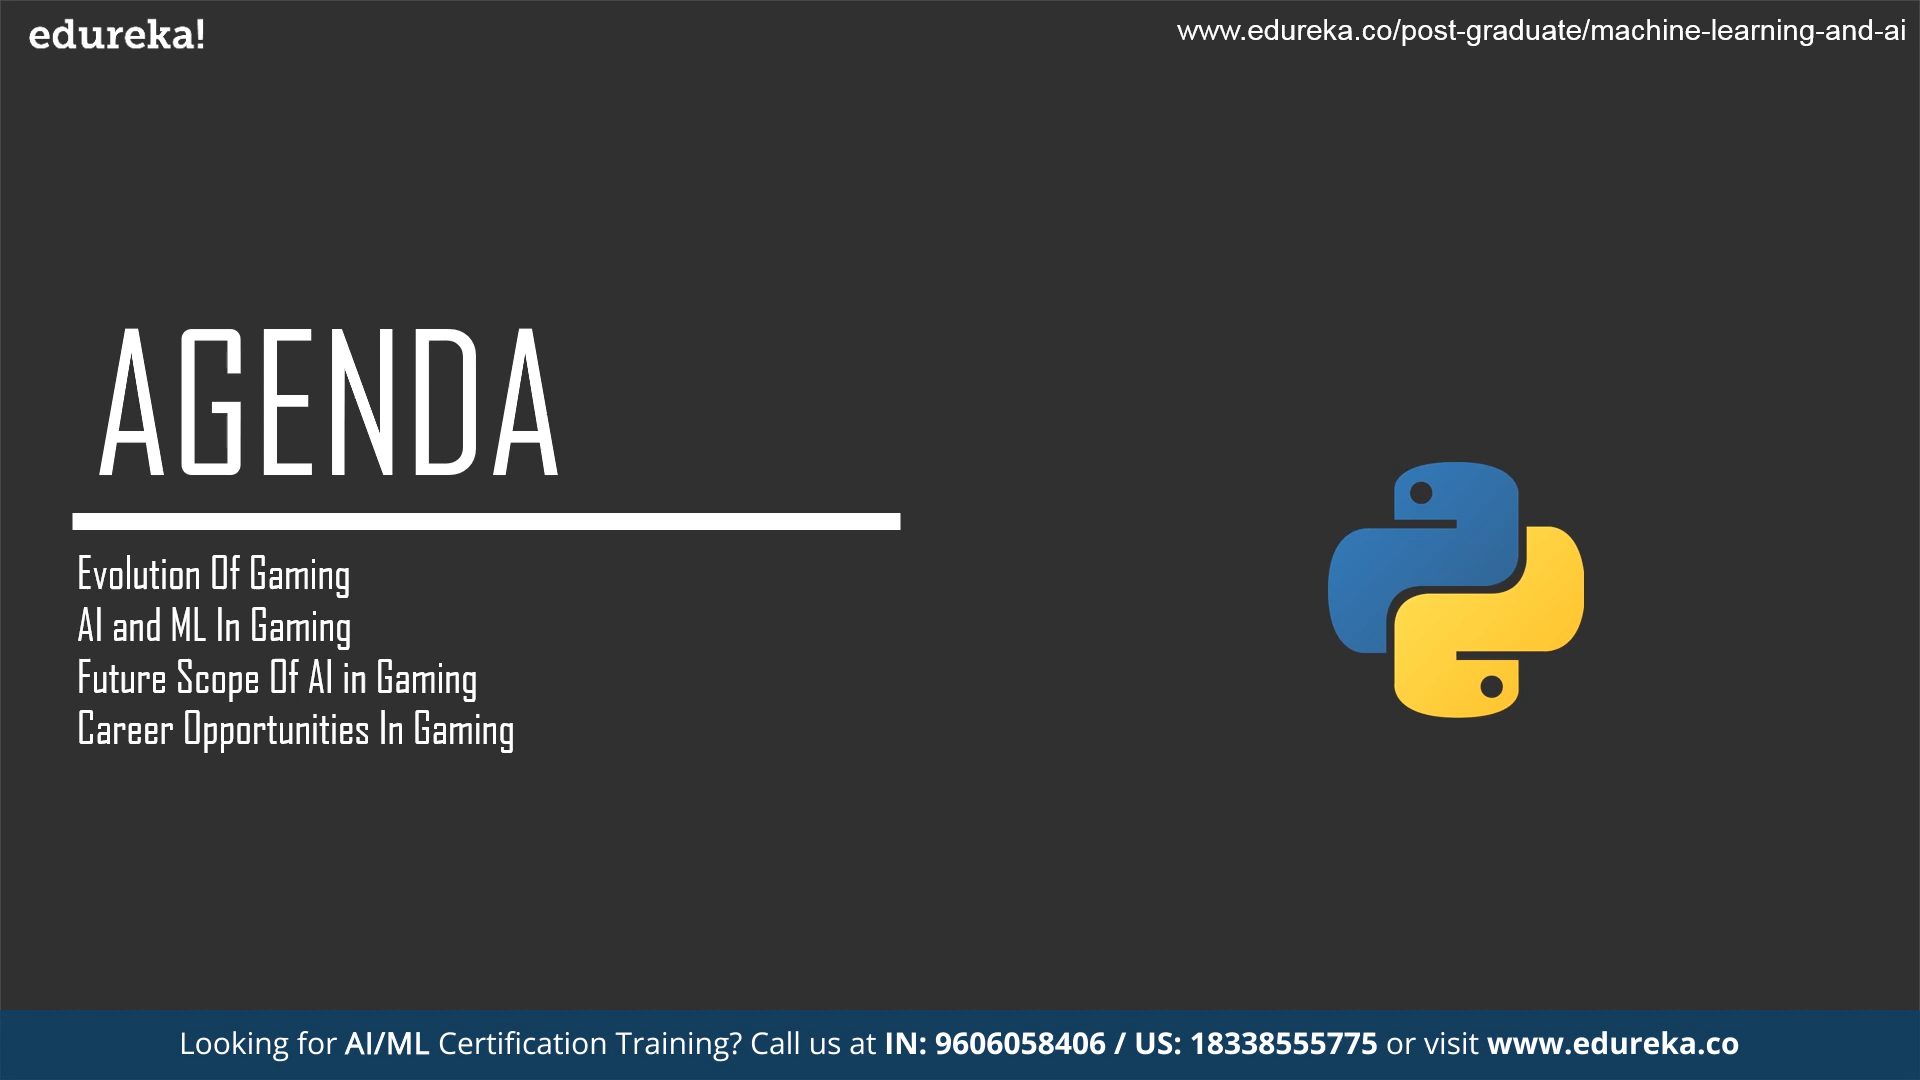 edureka!
www.edureka.co/post-graduate/machine-learning-and-ai
AGENDA
Evolution Of Gaming
AI and ML In Gaming
Future Scope Of AI in Gaming
Career Opportunities In Gaming
Looking for AI/ML Certification Training? Call us at IN: 9606058406 / US: 18338555775 or visit www.edureka.co